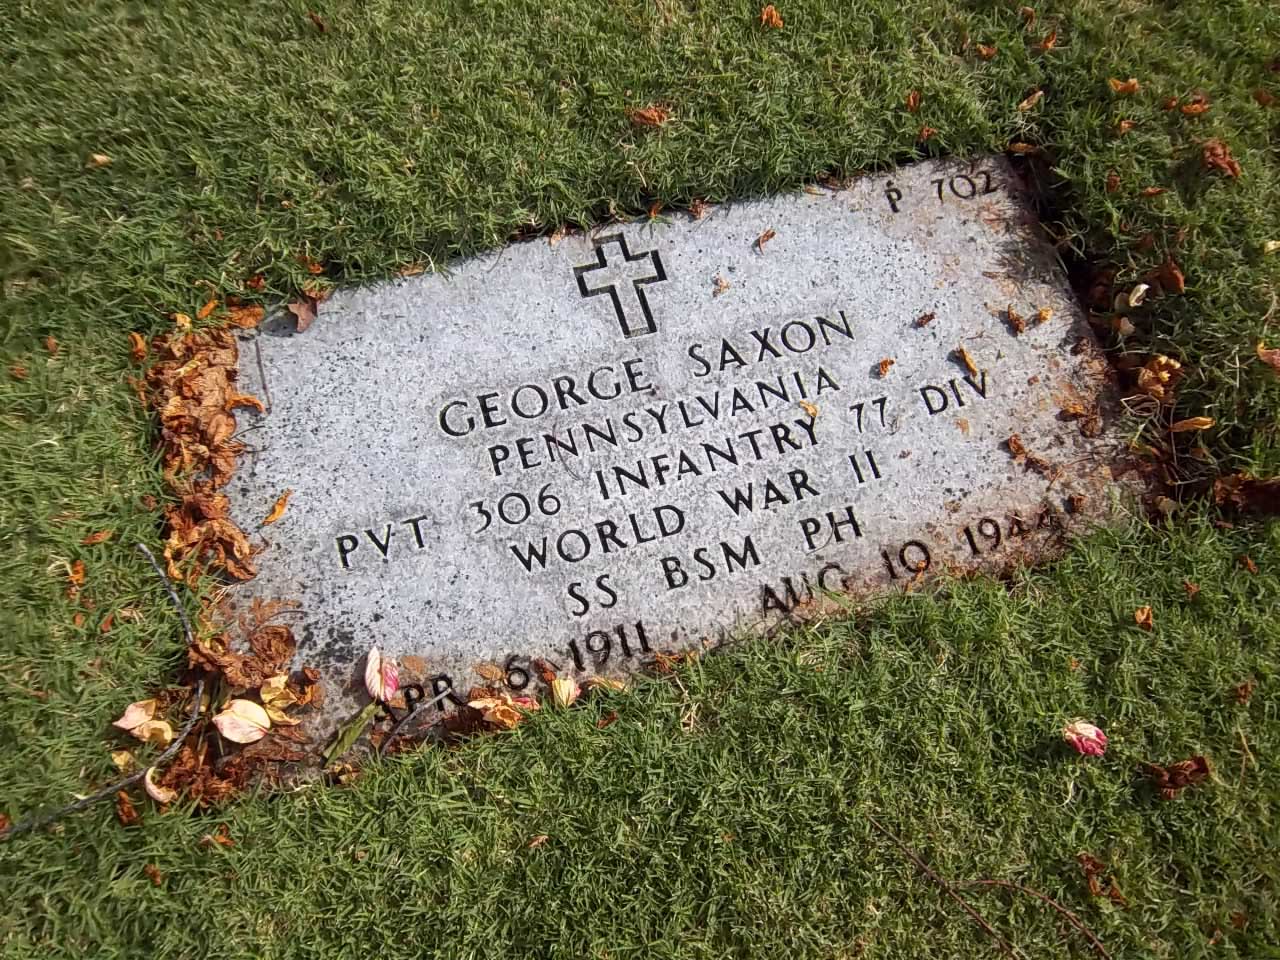 P 702
GEORGE SAXON
PENNSYLVANIA
PVT 306 INFANTRY 77 DIV
WORLD WAR II
SS BSM PH
APR 6 1911 AUG 10 1944